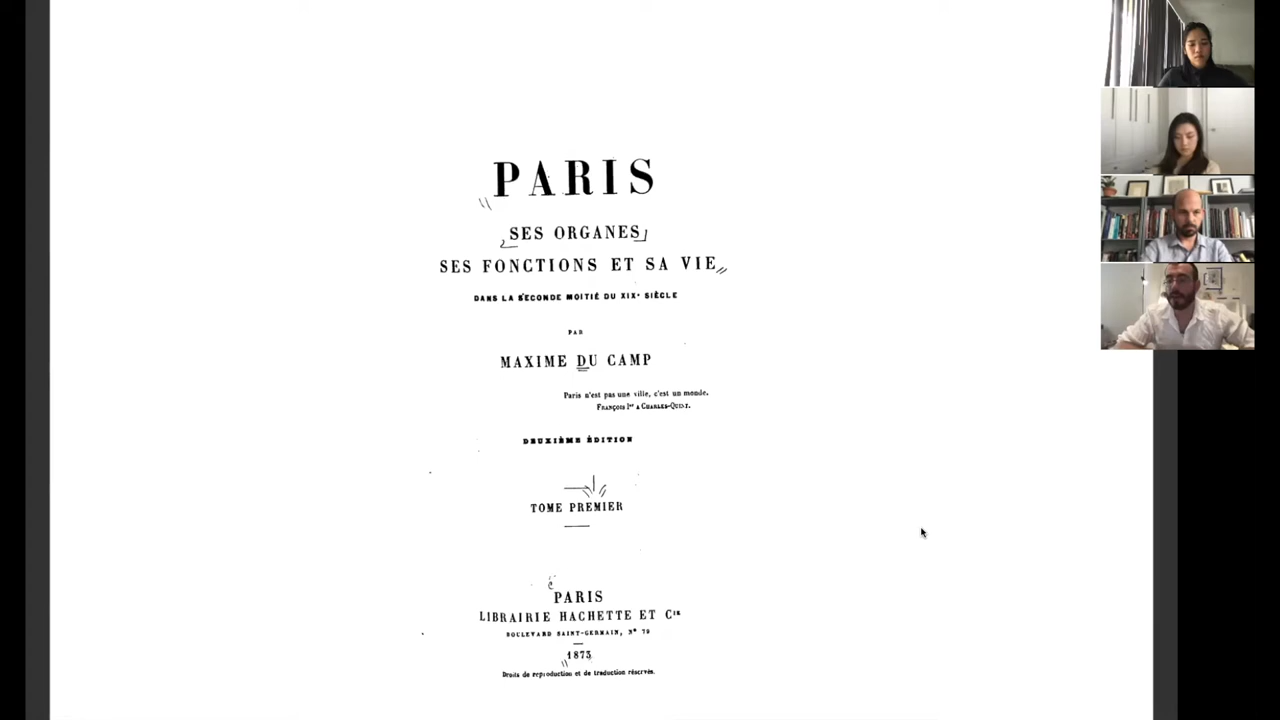 PARIS
SES ORGANES
SES FONCTIONS ET SA VIE
DANS LA SECONDE MOITIÉ DU XIXᵉ SIÈCLE
PAR
MAXIME DU CAMP
Paris n'est pas une ville, c'est un monde.
FRANÇOIS Iᵉʳ A CHARLES-QUINT.
DEUXIÈME ÉDITION
TOME PREMIER
PARIS
LIBRAIRIE HACHETTE ET Cⁱᴱ
BOULEVARD SAINT-GERMAIN, Nº 79
1873
Droits de reproduction et de traduction réservés.